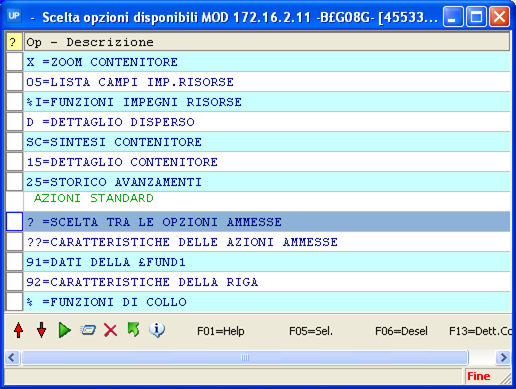 UP - Scelta opzioni disponibili MOD 172.16.2.11 -B£G08G- [45533...
? Op - Descrizione
X =ZOOM CONTENITORE
05=LISTA CAMPI IMP.RISORSE
%I=FUNZIONI IMPEGNI RISORSE
D =DETTAGLIO DISPERSO
SC=SINTESI CONTENITORE
15=DETTAGLIO CONTENITORE
25=STORICO AVANZAMENTI
AZIONI STANDARD
? =SCELTA TRA LE OPZIONI AMMESSE
??=CARATTERISTICHE DELLE AZIONI AMMESSE
91=DATI DELLA £FUND1
92=CARATTERISTICHE DELLA RIGA
% =FUNZIONI DI COLLO
F01=Help F05=Sel. F06=Desel F13=Dett.Co
Fine